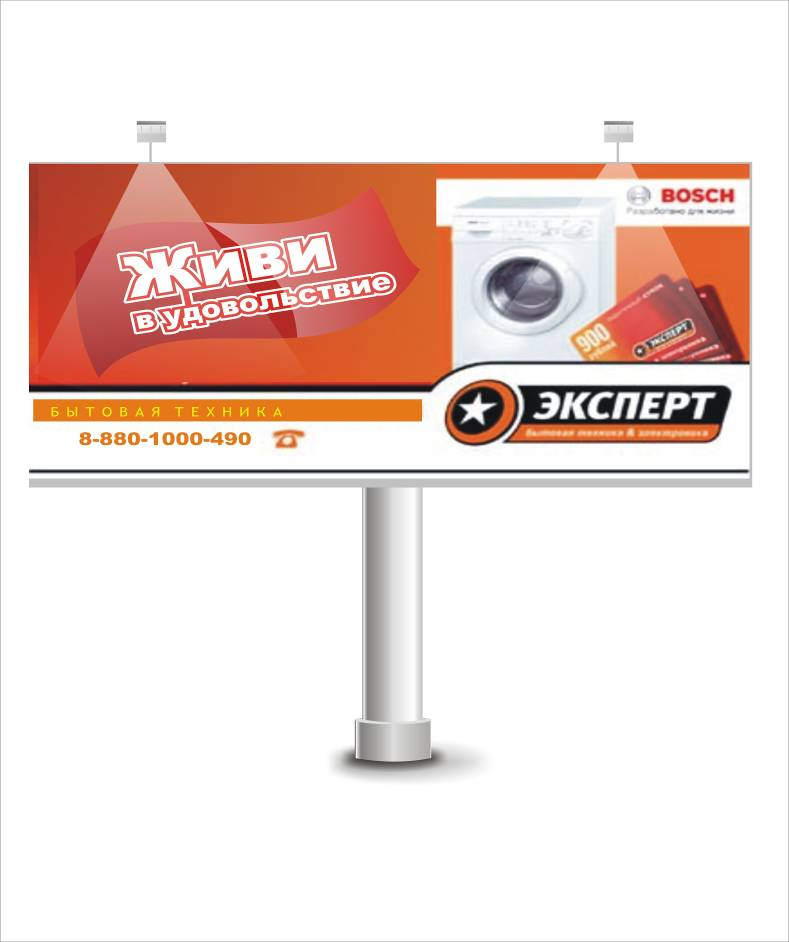 Живи
в удовольствие
BOSCH
Разработано для жизни
900
рублей
ПОДАРОЧНЫЙ
ЭКСПЕРТ
БЫТОВАЯ ТЕХНИКА
8-880-1000-490
ЭКСПЕРТ
бытовая техника & электроника